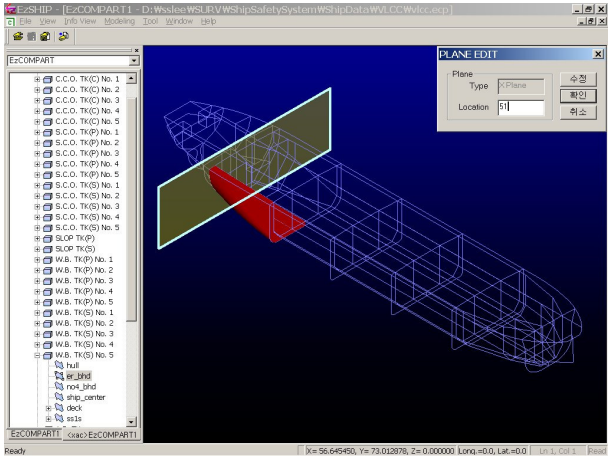 EzSHIP - [EzCOMPART1 - D:₩sslee₩SURV₩ShipSafetySystem₩ShipData₩VLCC₩vlcc.ecp]
File View Info View Modeling Tool Window Help
EzCOMPART
C.C.O. TK(C) No. 1
C.C.O. TK(C) No. 2
C.C.O. TK(C) No. 3
C.C.O. TK(C) No. 4
C.C.O. TK(C) No. 5
S.C.O. TK(P) No. 1
S.C.O. TK(P) No. 2
S.C.O. TK(P) No. 3
S.C.O. TK(P) No. 4
S.C.O. TK(P) No. 5
S.C.O. TK(S) No. 1
S.C.O. TK(S) No. 2
S.C.O. TK(S) No. 3
S.C.O. TK(S) No. 4
S.C.O. TK(S) No. 5
SLOP TK(P)
SLOP TK(S)
W.B. TK(P) No. 1
W.B. TK(P) No. 2
W.B. TK(P) No. 3
W.B. TK(P) No. 4
W.B. TK(P) No. 5
W.B. TK(S) No. 1
W.B. TK(S) No. 2
W.B. TK(S) No. 3
W.B. TK(S) No. 4
W.B. TK(S) No. 5
hull
er_bhd
no4_bhd
ship_center
deck
ss1s
EzCOMPART1 <xac>EzCOMPART1
PLANE EDIT
Plane
Type X Plane
Location 51
수정
확인
취소
Ready X= 56.645450, Y= 73.012878, Z= 0.000000 Long.=0.0, Lat.=0.0 Ln 1, Col 1 Read